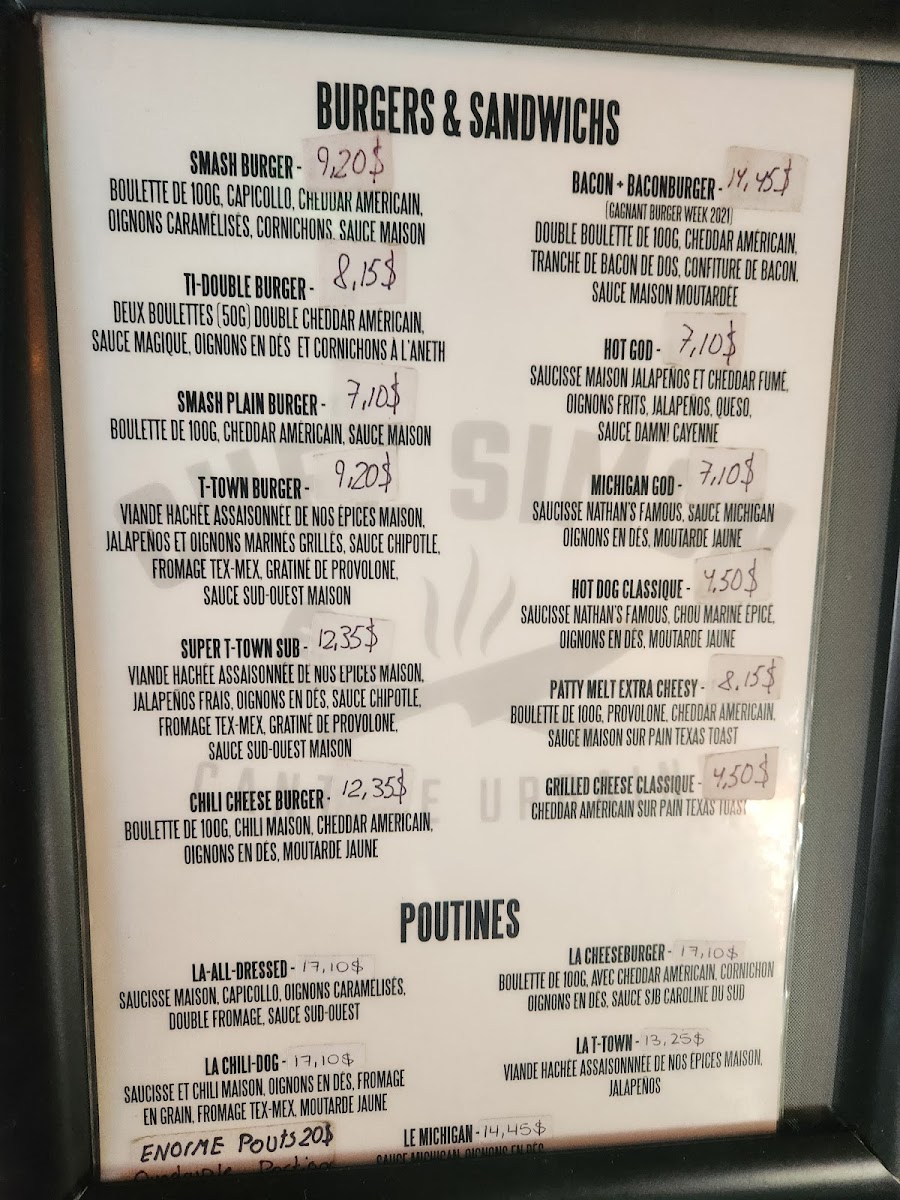 BURGERS & SANDWICHS
SMASH BURGER - 9,20$
BOULETTE DE 100G, CAPICOLLO, CHEDDAR AMÉRICAIN,
OIGNONS CARAMÉLISÉS, CORNICHONS, SAUCE MAISON
TI-DOUBLE BURGER - 8,15$
DEUX BOULETTES (50G) DOUBLE CHEDDAR AMÉRICAIN,
SAUCE MAGIQUE, OIGNONS EN DÉS ET CORNICHONS À L'ANETH
SMASH PLAIN BURGER - 7,10$
BOULETTE DE 100G, CHEDDAR AMÉRICAIN, SAUCE MAISON
T-TOWN BURGER - 9,20$
VIANDE HACHÉE ASSAISONNÉE DE NOS ÉPICES MAISON,
JALAPEÑOS ET OIGNONS MARINÉS GRILLÉS, SAUCE CHIPOTLE,
FROMAGE TEX-MEX, GRATINÉ DE PROVOLONE,
SAUCE SUD-OUEST MAISON
SUPER T-TOWN SUB - 12,35$
VIANDE HACHÉE ASSAISONNÉE DE NOS ÉPICES MAISON,
JALAPEÑOS FRAIS, OIGNONS EN DÉS, SAUCE CHIPOTLE,
FROMAGE TEX-MEX, GRATINÉ DE PROVOLONE,
SAUCE SUD-OUEST MAISON
CHILI CHEESE BURGER - 12,35$
BOULETTE DE 100G, CHILI MAISON, CHEDDAR AMÉRICAIN,
OIGNONS EN DÉS, MOUTARDE JAUNE
BACON + BACONBURGER - 14,45$
(GAGNANT BURGER WEEK 2021)
DOUBLE BOULETTE DE 100G, CHEDDAR AMÉRICAIN,
TRANCHE DE BACON DE DOS, CONFITURE DE BACON,
SAUCE MAISON MOUTARDÉE
HOT GOD - 7,10$
SAUCISSE MAISON JALAPEÑOS ET CHEDDAR FUMÉ,
OIGNONS FRITS, JALAPEÑOS, QUESO,
SAUCE DAMN! CAYENNE
MICHIGAN GOD - 7,10$
SAUCISSE NATHAN'S FAMOUS, SAUCE MICHIGAN
OIGNONS EN DÉS, MOUTARDE JAUNE
HOT DOG CLASSIQUE - 4,50$
SAUCISSE NATHAN'S FAMOUS, CHOU MARINÉ ÉPICÉ,
OIGNONS EN DÉS, MOUTARDE JAUNE
PATTY MELT EXTRA CHEESY - 8,15$
BOULETTE DE 100G, PROVOLONE, CHEDDAR AMÉRICAIN,
SAUCE MAISON SUR PAIN TEXAS TOAST
GRILLED CHEESE CLASSIQUE - 4,50$
CHEDDAR AMÉRICAIN SUR PAIN TEXAS TOAST
POUTINES
LA-ALL-DRESSED - 17,10$
SAUCISSE MAISON, CAPICOLLO, OIGNONS CARAMÉLISÉS,
DOUBLE FROMAGE, SAUCE SUD-OUEST
LA CHILI-DOG - 17,10$
SAUCISSE ET CHILI MAISON, OIGNONS EN DÉS, FROMAGE
EN GRAIN, FROMAGE TEX-MEX, MOUTARDE JAUNE
ENORME POUTS 20$
LA CHEESEBURGER - 17,10$
BOULETTE DE 100G, AVEC CHEDDAR AMÉRICAIN, CORNICHON
OIGNONS EN DÉS, SAUCE SJB CAROLINE DU SUD
LA T-TOWN - 13,25$
VIANDE HACHÉE ASSAISONNNÉE DE NOS ÉPICES MAISON,
JALAPEÑOS
LE MICHIGAN - 14,45$
SAUCE MICHIGAN, OIGNONS EN DÉS